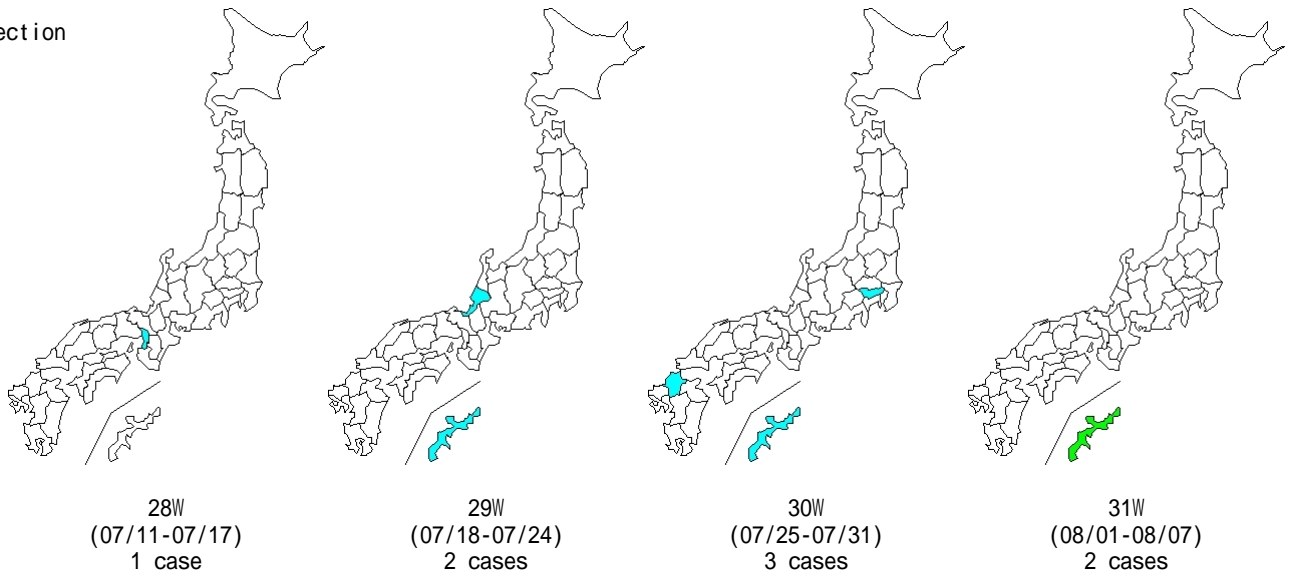 ection
28W
(07/11-07/17)
1 case
29W
(07/18-07/24)
2 cases
30W
(07/25-07/31)
3 cases
31W
(08/01-08/07)
2 cases